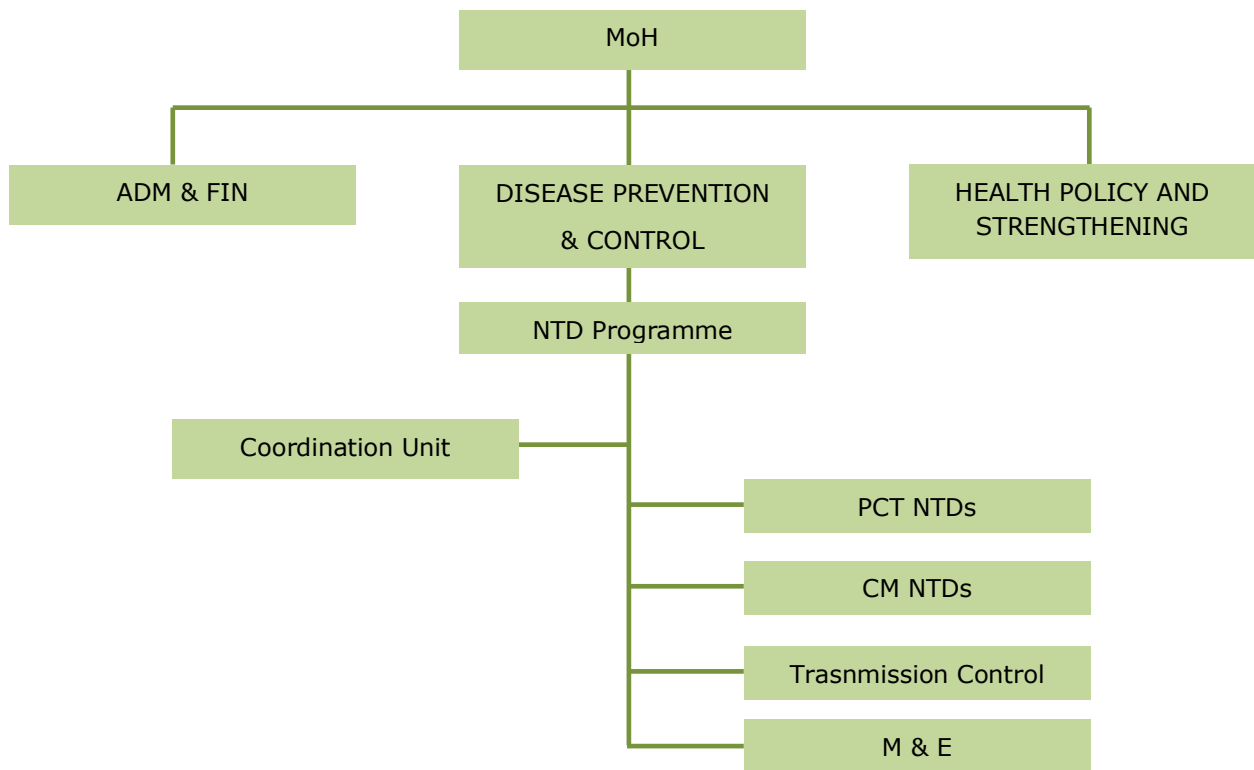 MoH
ADM & FIN
DISEASE PREVENTION
& CONTROL
HEALTH POLICY AND
STRENGTHENING
NTD Programme
Coordination Unit
PCT NTDs
CM NTDs
Trasnmission Control
M & E